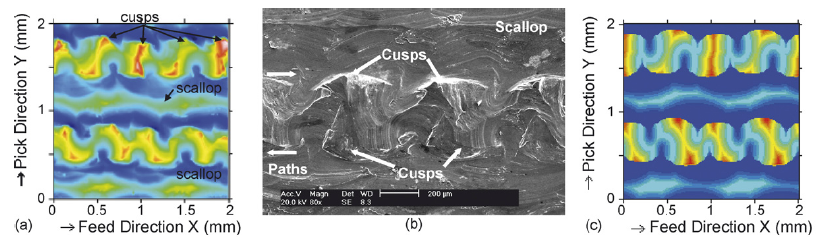 (a)
→ Pick Direction Y (mm)
2
1
0
cusps
scallop
scallop
0 0.5 1 1.5 2
→ Feed Direction X (mm)
Scallop
Cusps
Cusps
Paths
Acc.V Magn Det WD
20.0 kV 80x SE 8.3
200 µm
(b)
→ Pick Direction Y (mm)
2
1
0
0 0.5 1 1.5 2
→ Feed Direction X (mm)
(c)